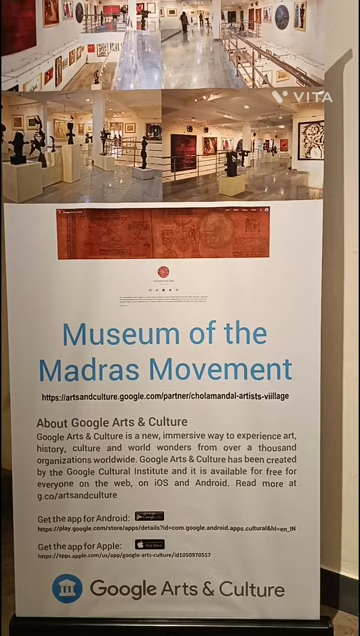 VITA
Museum of the
Madras Movement
https://artsandculture.google.com/partner/cholamandal-artists-viillage
About Google Arts & Culture
Google Arts & Culture is a new, immersive way to experience art,
history, culture and world wonders from over a thousand
organizations worldwide. Google Arts & Culture has been created
by the Google Cultural Institute and it is available for free for
everyone on the web, on iOS and Android. Read more at
g.co/artsandculture
Get the app for Android:
https://play.google.com/store/apps/details?id=com.google.android.apps.cultural&hl=en_IN
Get the app for Apple:
https://apps.apple.com/us/app/google-arts-culture/id1050970557
Google Arts & Culture